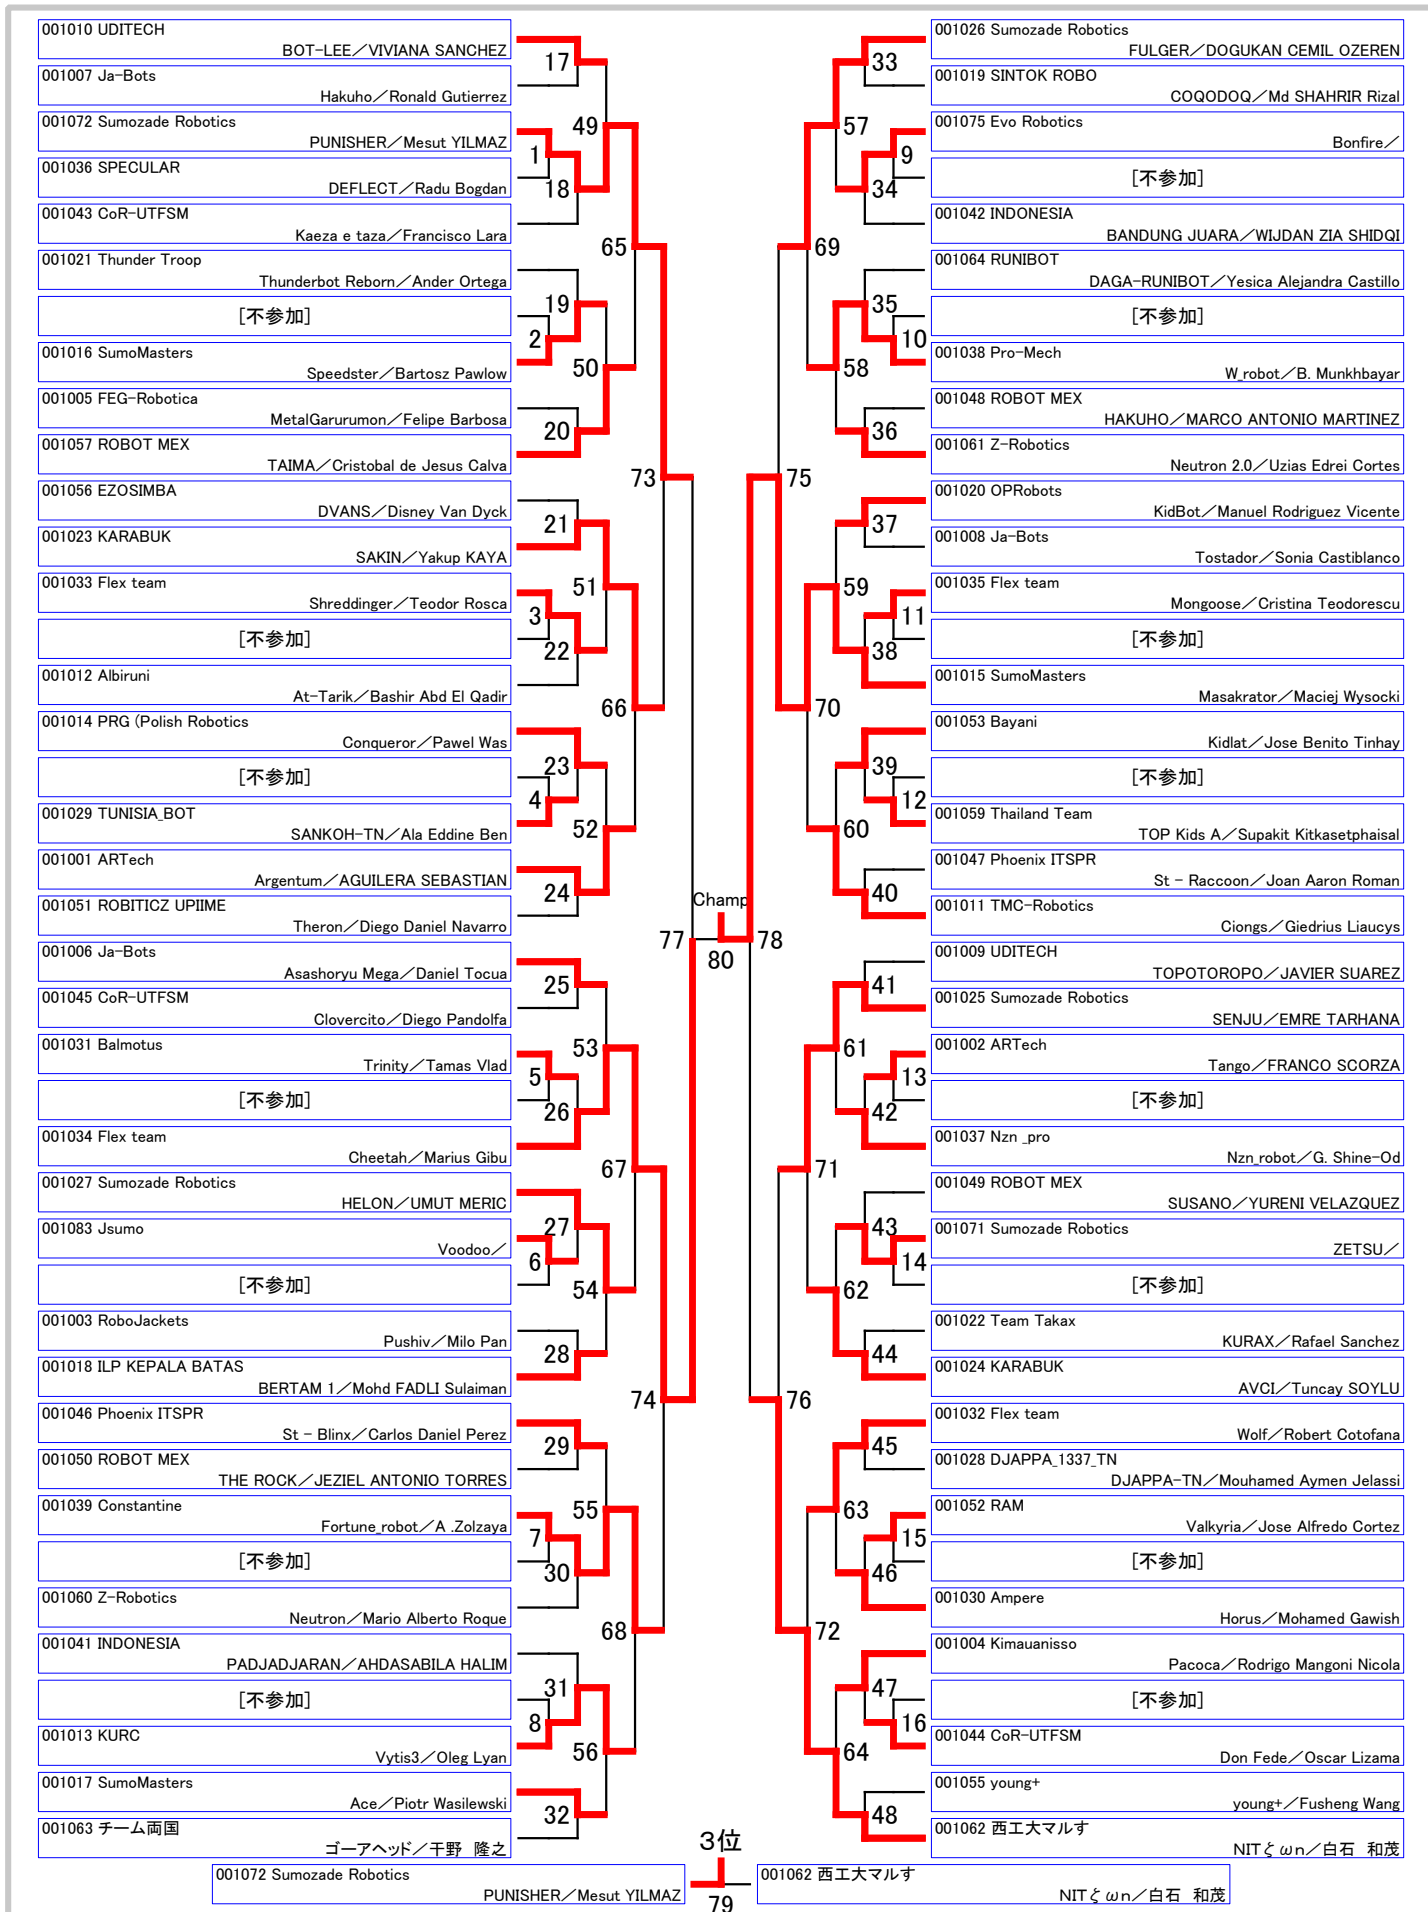 001010 UDITECH
BOT-LEE／VIVIANA SANCHEZ
001007 Ja-Bots
Hakuho／Ronald Gutierrez
001072 Sumozade Robotics
PUNISHER／Mesut YILMAZ
001036 SPECULAR
DEFLECT／Radu Bogdan
001043 CoR-UTFSM
Kaeza e taza／Francisco Lara
001021 Thunder Troop
Thunderbot Reborn／Ander Ortega
[不参加]
001016 SumoMasters
Speedster／Bartosz Pawlow
001005 FEG-Robotica
MetalGarurumon／Felipe Barbosa
001057 ROBOT MEX
TAIMA／Cristobal de Jesus Calva
001056 EZOSIMBA
DVANS／Disney Van Dyck
001023 KARABUK
SAKIN／Yakup KAYA
001033 Flex team
Shreddinger／Teodor Rosca
[不参加]
001012 Albiruni
At-Tarik／Bashir Abd El Qadir
001014 PRG (Polish Robotics
Conqueror／Pawel Was
[不参加]
001029 TUNISIA_BOT
SANKOH-TN／Ala Eddine Ben
001001 ARTech
Argentum／AGUILERA SEBASTIAN
001051 ROBITICZ UPIIME
Theron／Diego Daniel Navarro
001006 Ja-Bots
Asashoryu Mega／Daniel Tocua
001045 CoR-UTFSM
Clovercito／Diego Pandolfa
001031 Balmotus
Trinity／Tamas Vlad
[不参加]
001034 Flex team
Cheetah／Marius Gibu
001027 Sumozade Robotics
HELON／UMUT MERIC
001083 Jsumo
Voodoo／
[不参加]
001003 RoboJackets
Pushiv／Milo Pan
001018 ILP KEPALA BATAS
BERTAM 1／Mohd FADLI Sulaiman
001046 Phoenix ITSPR
St - Blinx／Carlos Daniel Perez
001050 ROBOT MEX
THE ROCK／JEZIEL ANTONIO TORRES
001039 Constantine
Fortune_robot／A .Zolzaya
[不参加]
001060 Z-Robotics
Neutron／Mario Alberto Roque
001041 INDONESIA
PADJADJARAN／AHDASABILA HALIM
[不参加]
001013 KURC
Vytis3／Oleg Lyan
001017 SumoMasters
Ace／Piotr Wasilewski
001063 チーム両国
ゴーアヘッド／干野　隆之
17
1
18
49
19
2
50
20
65
21
3
22
51
23
4
52
24
66
73
25
5
26
53
27
6
54
28
67
29
7
30
55
31
8
56
32
68
74
77
Champ
80
78
33
57
9
34
69
35
10
58
36
75
37
59
11
38
70
39
12
60
40
41
61
13
42
71
43
14
62
44
76
45
63
15
46
72
47
16
64
48
001026 Sumozade Robotics
FULGER／DOGUKAN CEMIL OZEREN
001019 SINTOK ROBO
COQODOQ／Md SHAHRIR Rizal
001075 Evo Robotics
Bonfire／
[不参加]
001042 INDONESIA
BANDUNG JUARA／WIJDAN ZIA SHIDQI
001064 RUNIBOT
DAGA-RUNIBOT／Yesica Alejandra Castillo
[不参加]
001038 Pro-Mech
W_robot／B. Munkhbayar
001048 ROBOT MEX
HAKUHO／MARCO ANTONIO MARTINEZ
001061 Z-Robotics
Neutron 2.0／Uzias Edrei Cortes
001020 OPRobots
KidBot／Manuel Rodriguez Vicente
001008 Ja-Bots
Tostador／Sonia Castiblanco
001035 Flex team
Mongoose／Cristina Teodorescu
[不参加]
001015 SumoMasters
Masakrator／Maciej Wysocki
001053 Bayani
Kidlat／Jose Benito Tinhay
[不参加]
001059 Thailand Team
TOP Kids A／Supakit Kitkasetphaisal
001047 Phoenix ITSPR
St - Raccoon／Joan Aaron Roman
001011 TMC-Robotics
Ciongs／Giedrius Liaucys
001009 UDITECH
TOPOTOROPO／JAVIER SUAREZ
001025 Sumozade Robotics
SENJU／EMRE TARHANA
001002 ARTech
Tango／FRANCO SCORZA
[不参加]
001037 Nzn _pro
Nzn_robot／G. Shine-Od
001049 ROBOT MEX
SUSANO／YURENI VELAZQUEZ
001071 Sumozade Robotics
ZETSU／
[不参加]
001022 Team Takax
KURAX／Rafael Sanchez
001024 KARABUK
AVCI／Tuncay SOYLU
001032 Flex team
Wolf／Robert Cotofana
001028 DJAPPA_1337_TN
DJAPPA-TN／Mouhamed Aymen Jelassi
001052 RAM
Valkyria／Jose Alfredo Cortez
[不参加]
001030 Ampere
Horus／Mohamed Gawish
001004 Kimauanisso
Pacoca／Rodrigo Mangoni Nicola
[不参加]
001044 CoR-UTFSM
Don Fede／Oscar Lizama
001055 young+
young+／Fusheng Wang
001062 西工大マルす
NITζωn／白石　和茂
3位
001072 Sumozade Robotics
PUNISHER／Mesut YILMAZ
79
001062 西工大マルす
NITζωn／白石　和茂